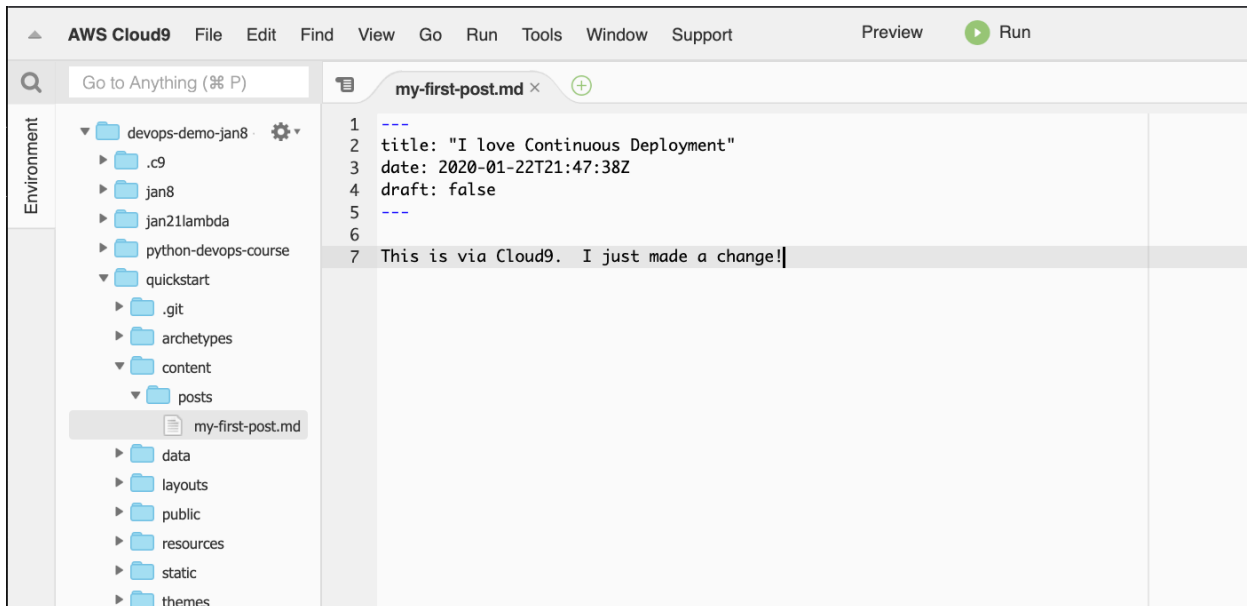 AWS Cloud9 File Edit Find View Go Run Tools Window Support Preview Run
Go to Anything (⌘ P)
my-first-post.md
Environment
devops-demo-jan8
.c9
jan8
jan21lambda
python-devops-course
quickstart
.git
archetypes
content
posts
my-first-post.md
data
layouts
public
resources
static
themes
1 ---
2 title: "I love Continuous Deployment"
3 date: 2020-01-22T21:47:38Z
4 draft: false
5 ---
6
7 This is via Cloud9.  I just made a change!